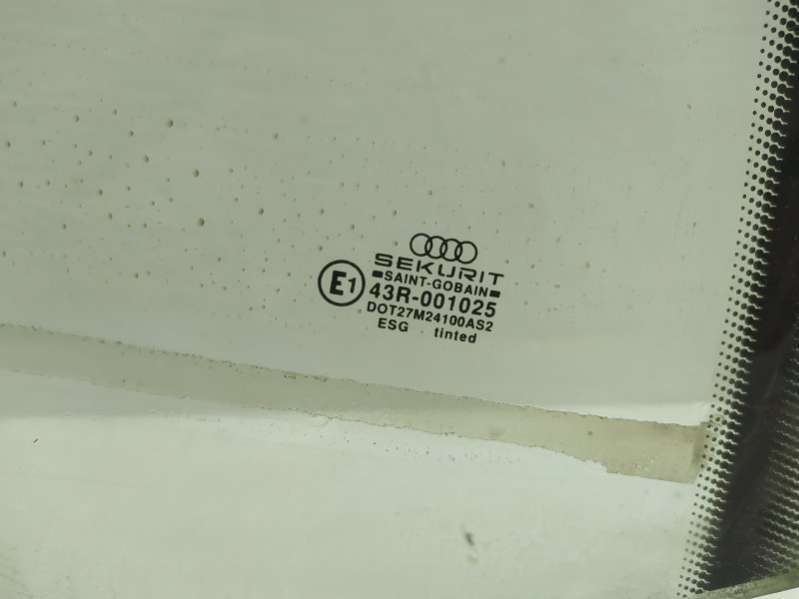 SEKURIT
SAINT-GOBAIN
E1
43R-001025
DOT27M24100AS2
ESG tinted